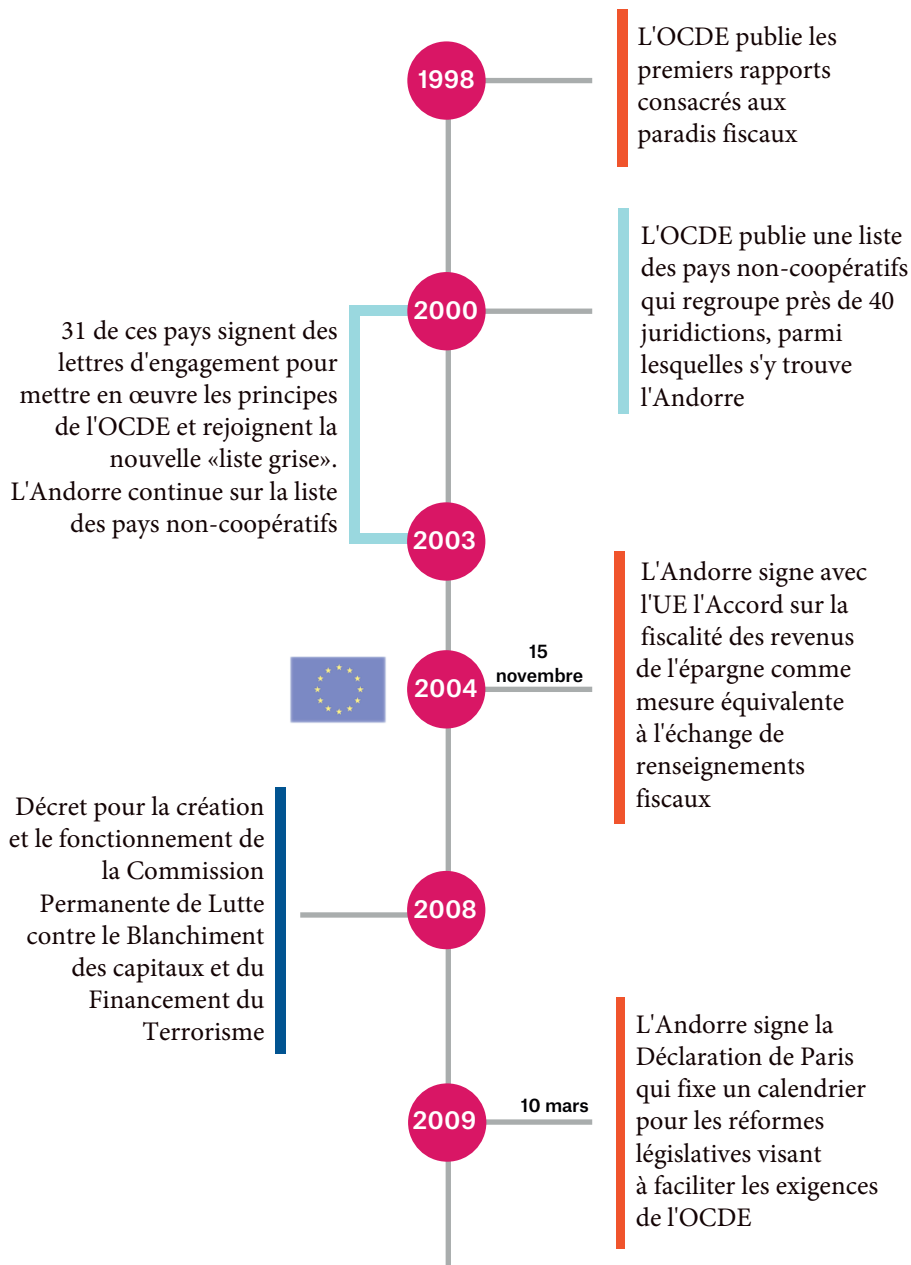 1998
L'OCDE publie les
premiers rapports
consacrés aux
paradis fiscaux
2000
L'OCDE publie une liste
des pays non-coopératifs
qui regroupe près de 40
juridictions, parmi
lesquelles s'y trouve
l'Andorre
31 de ces pays signent des
lettres d'engagement pour
mettre en œuvre les principes
de l'OCDE et rejoignent la
nouvelle «liste grise».
L'Andorre continue sur la liste
des pays non-coopératifs
2003
2004
15
novembre
L'Andorre signe avec
l'UE l'Accord sur la
fiscalité des revenus
de l'épargne comme
mesure équivalente
à l'échange de
renseignements
fiscaux
Décret pour la création
et le fonctionnement de
la Commission
Permanente de Lutte
contre le Blanchiment
des capitaux et du
Financement du
Terrorisme
2008
2009
10 mars
L'Andorre signe la
Déclaration de Paris
qui fixe un calendrier
pour les réformes
législatives visant
à faciliter les exigences
de l'OCDE